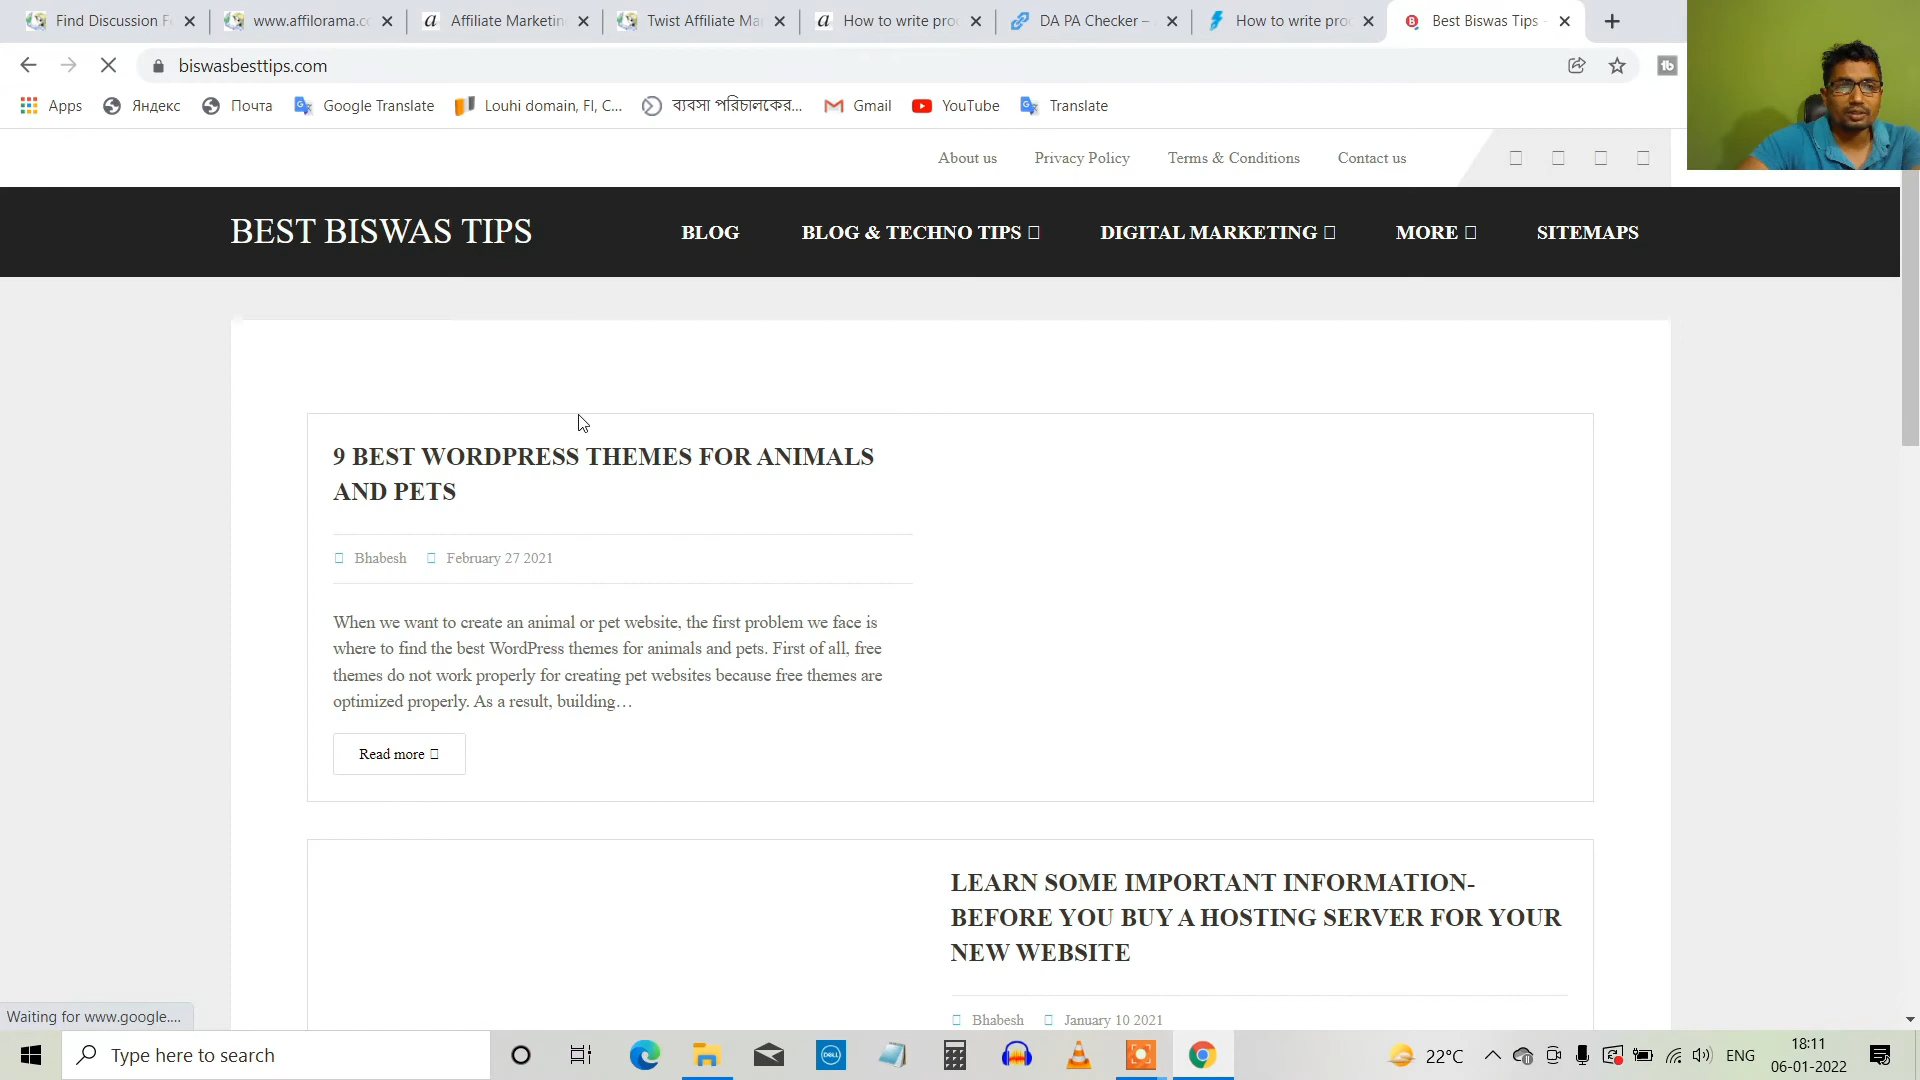 Find Discussion F
www.affilorama.co
Affiliate Marketin
Twist Affiliate Ma
How to write pro
DA PA Checker –
How to write pro
Best Biswas Tips -
biswasbesttips.com
Apps
Яндекс
Почта
Google Translate
Louhi domain, FI, C...
ব্যবসা পরিচালকের...
Gmail
YouTube
Translate
About us
Privacy Policy
Terms & Conditions
Contact us
BEST BISWAS TIPS
BLOG
BLOG & TECHNO TIPS
DIGITAL MARKETING
MORE
SITEMAPS
9 BEST WORDPRESS THEMES FOR ANIMALS
AND PETS
Bhabesh February 27 2021
When we want to create an animal or pet website, the first problem we face is
where to find the best WordPress themes for animals and pets. First of all, free
themes do not work properly for creating pet websites because free themes are
optimized properly. As a result, building…
Read more
LEARN SOME IMPORTANT INFORMATION-
BEFORE YOU BUY A HOSTING SERVER FOR YOUR
NEW WEBSITE
Bhabesh January 10 2021
Waiting for www.google....
Type here to search
DELL
22°C
ENG
18:11
06-01-2022